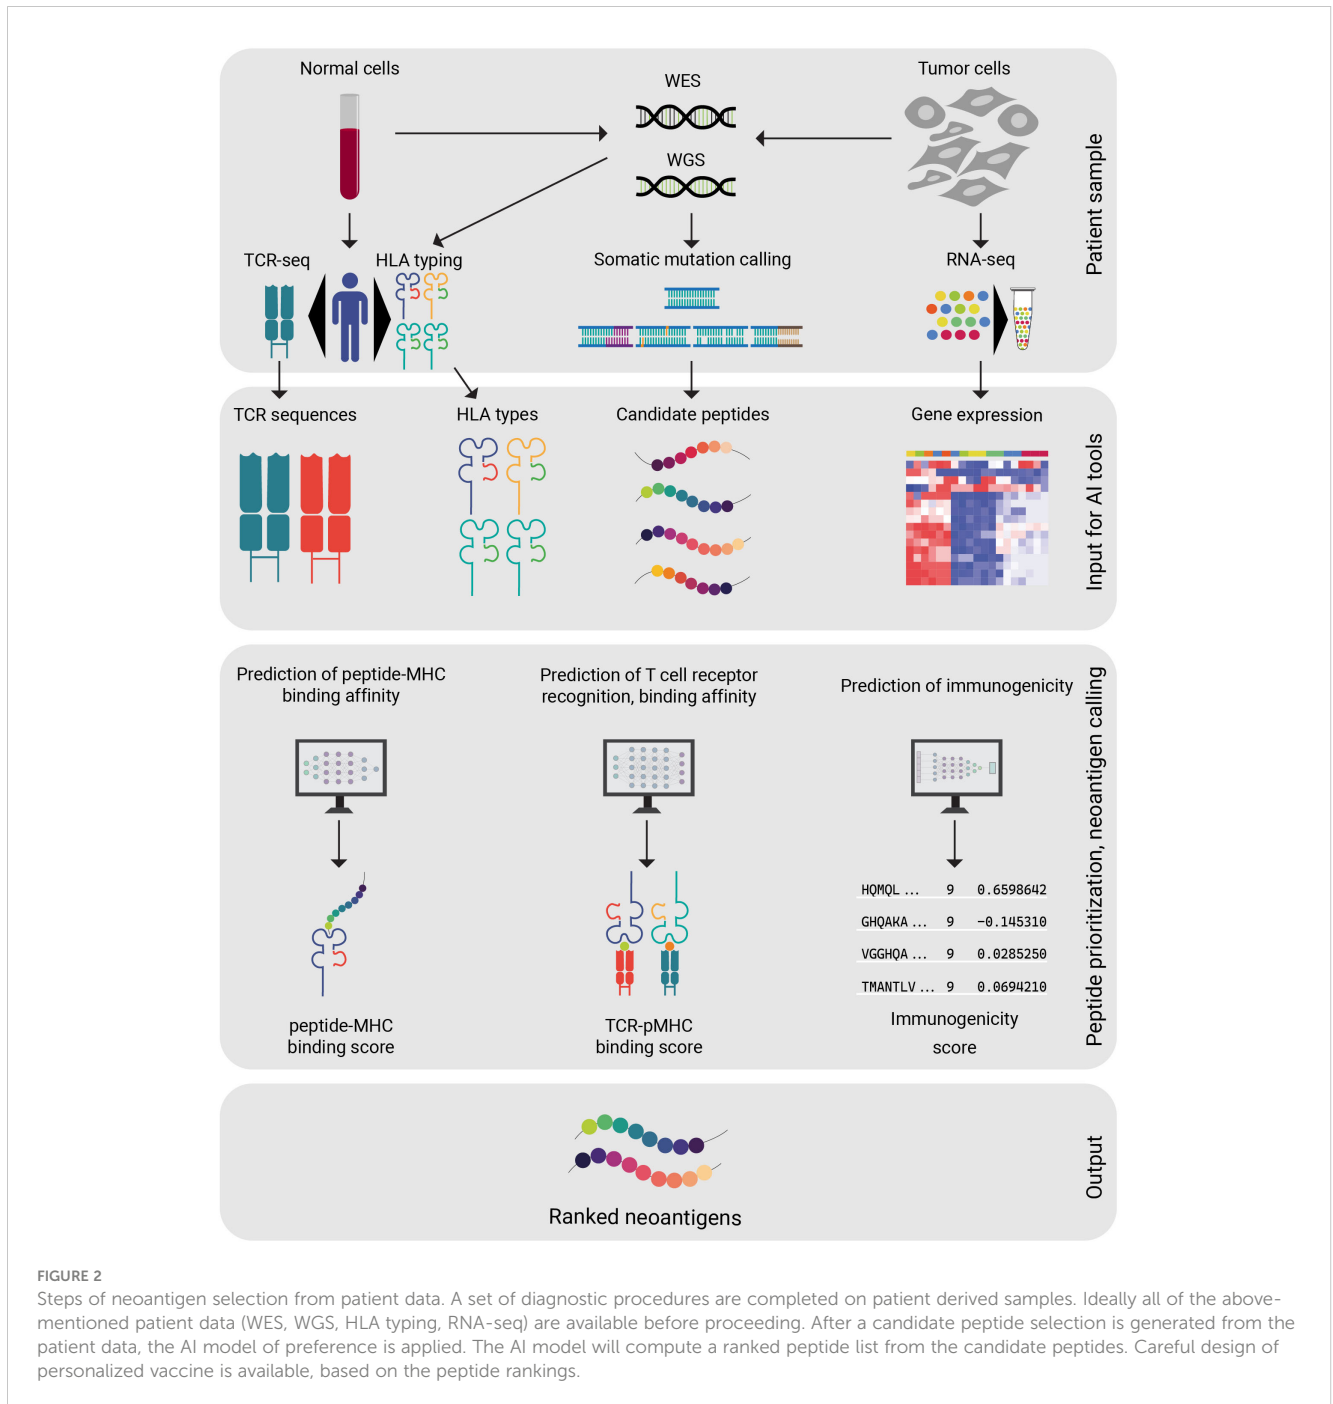 Normal cells
WES
Tumor cells
WGS
Patient sample
TCR-seq
HLA typing
Somatic mutation calling
RNA-seq
TCR sequences
HLA types
Candidate peptides
Gene expression
Input for AI tools
Prediction of peptide-MHC
binding affinity
Prediction of T cell receptor
recognition, binding affinity
Prediction of immunogenicity
Peptide prioritization, neoantigen calling
HQMQL ... 9 0.6598642
GHQAKA ... 9 −0.145310
VGGHQA ... 9 0.0285250
TMANTLV ... 9 0.0694210
peptide-MHC
binding score
TCR-pMHC
binding score
Immunogenicity
score
Output
Ranked neoantigens
FIGURE 2
Steps of neoantigen selection from patient data. A set of diagnostic procedures are completed on patient derived samples. Ideally all of the above-
mentioned patient data (WES, WGS, HLA typing, RNA-seq) are available before proceeding. After a candidate peptide selection is generated from the
patient data, the AI model of preference is applied. The AI model will compute a ranked peptide list from the candidate peptides. Careful design of
personalized vaccine is available, based on the peptide rankings.